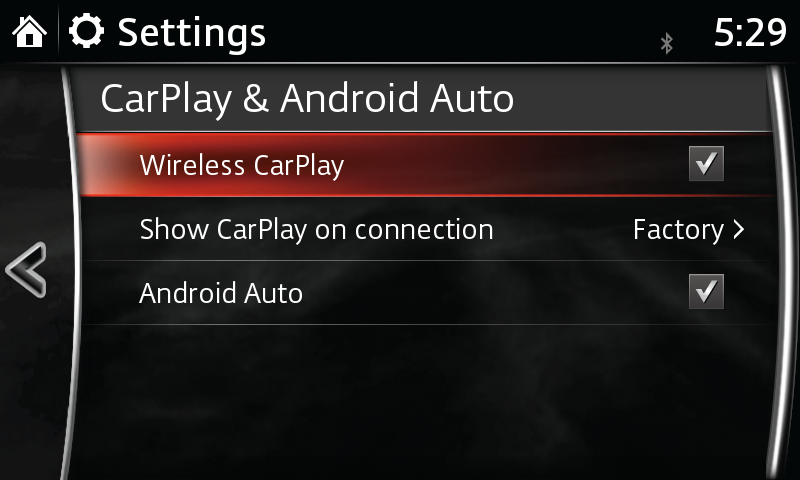 Settings
5:29
CarPlay & Android Auto
Wireless CarPlay
Show CarPlay on connection Factory >
Android Auto